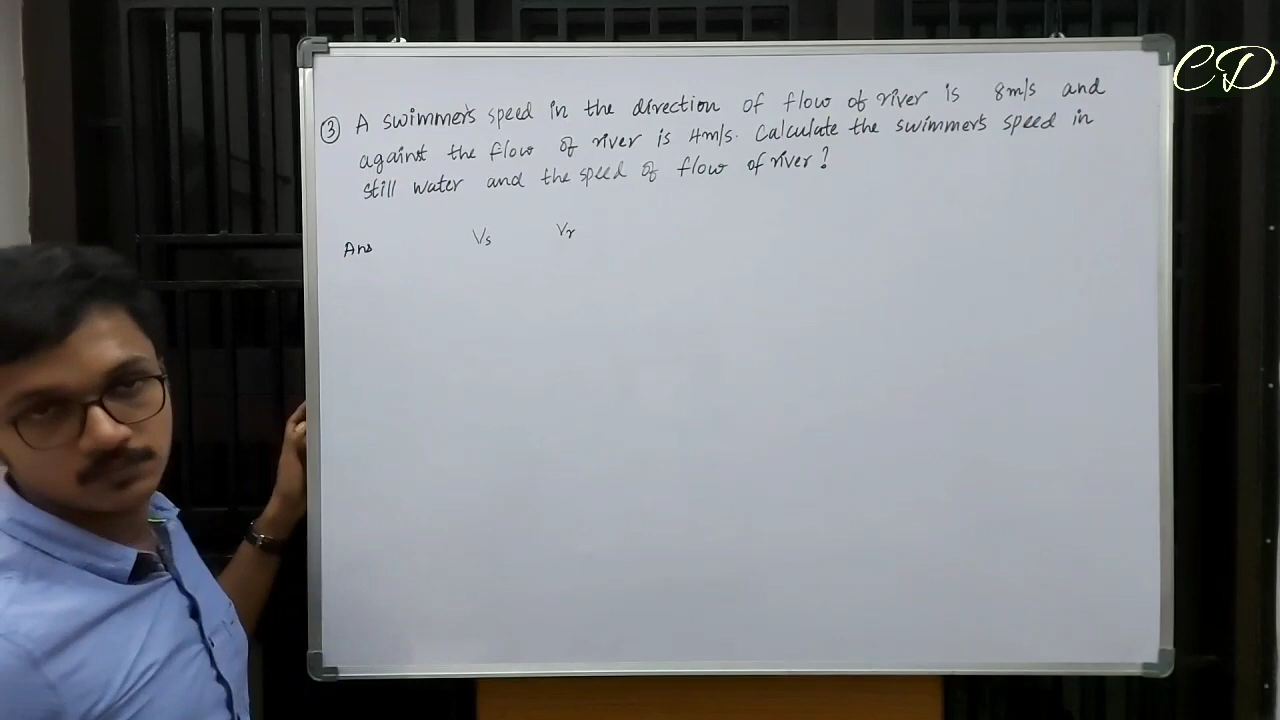 CD
③ A swimmer's speed in the direction of flow of river is 8m/s and
against the flow of river is 4m/s. Calculate the swimmer's speed in
still water and the speed of flow of river?
Ans Vs Vr